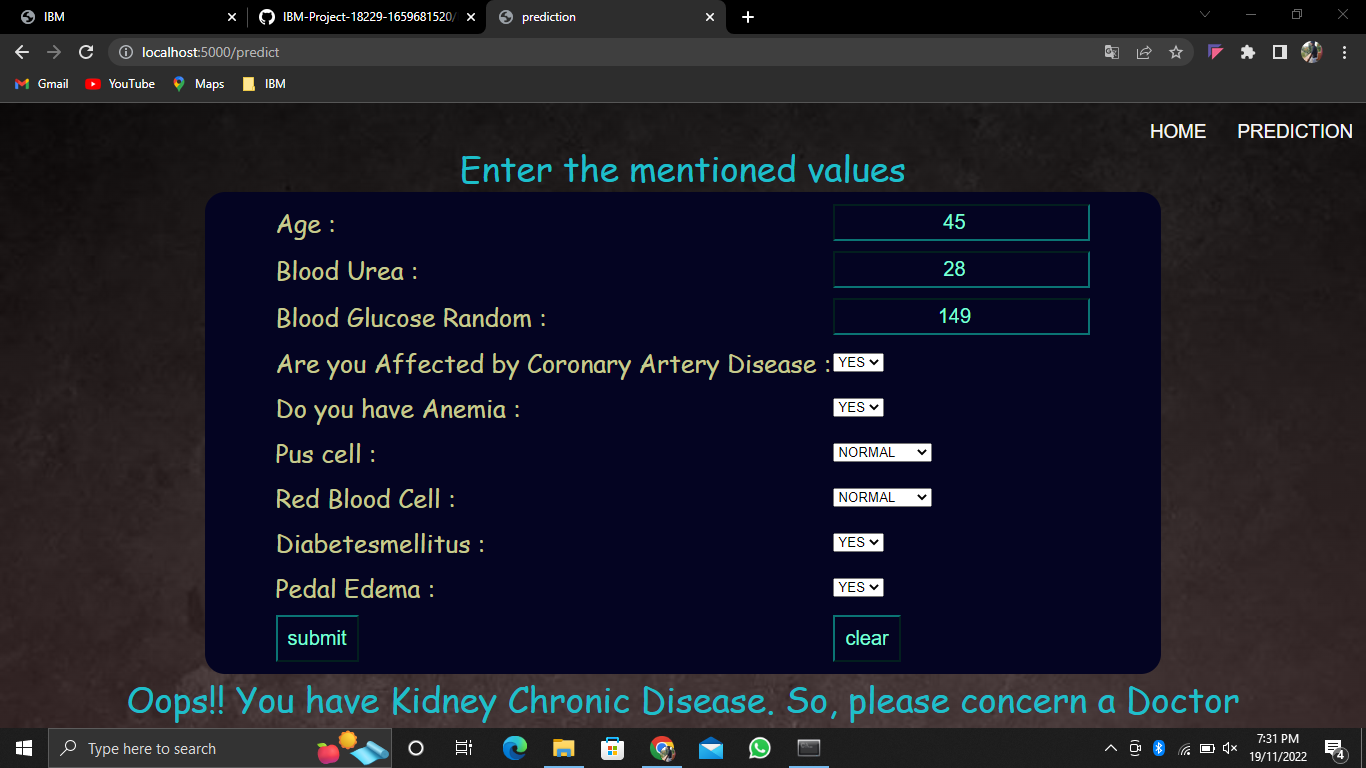 IBM
IBM-Project-18229-1659681520/
prediction
localhost:5000/predict
Gmail YouTube Maps IBM
HOME PREDICTION
Enter the mentioned values
Age : 45
Blood Urea : 28
Blood Glucose Random : 149
Are you Affected by Coronary Artery Disease : YES
Do you have Anemia : YES
Pus cell : NORMAL
Red Blood Cell : NORMAL
Diabetesmellitus : YES
Pedal Edema : YES
submit clear
Oops!! You have Kidney Chronic Disease. So, please concern a Doctor
Type here to search
7:31 PM
19/11/2022
4